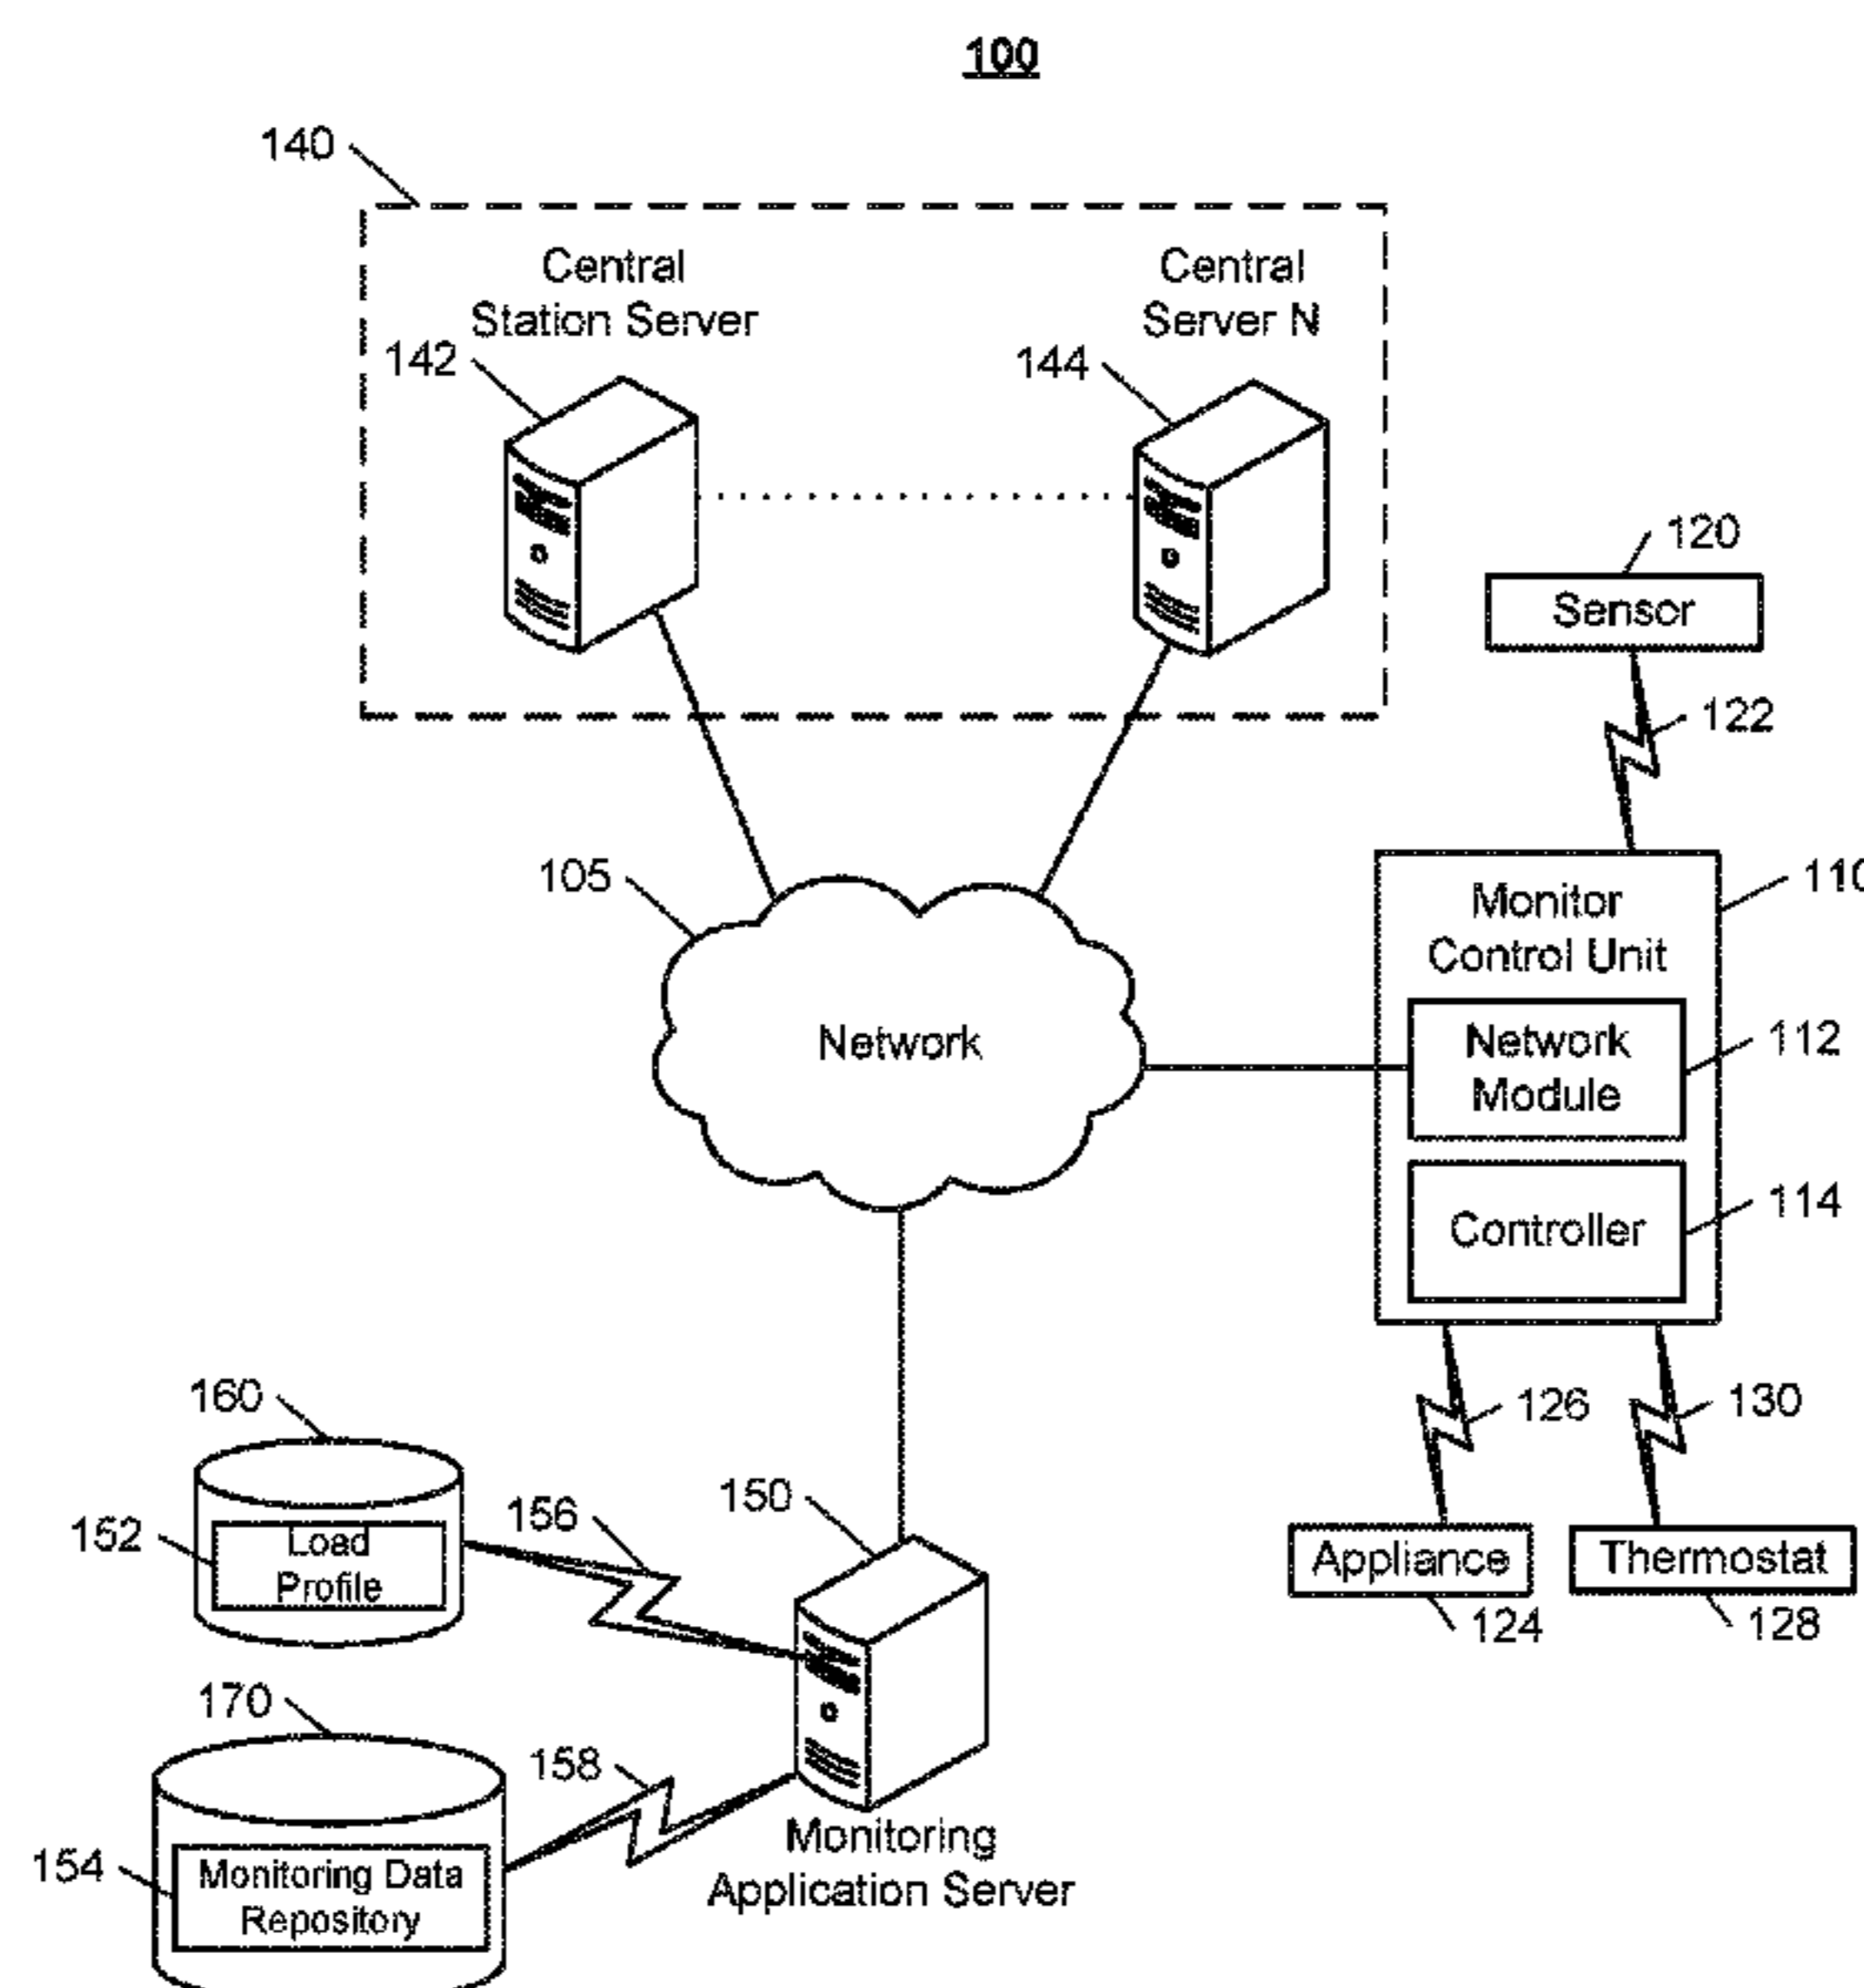 100
140
Central
Station Server
142
Central
Server N
144
120
Sensor
122
105
Network
110
Monitor
Control Unit
Network
Module
112
Controller
114
126
130
Appliance
124
Thermostat
128
160
152
Load
Profile
156
150
170
158
154
Monitoring Data
Repository
Monitoring
Application Server